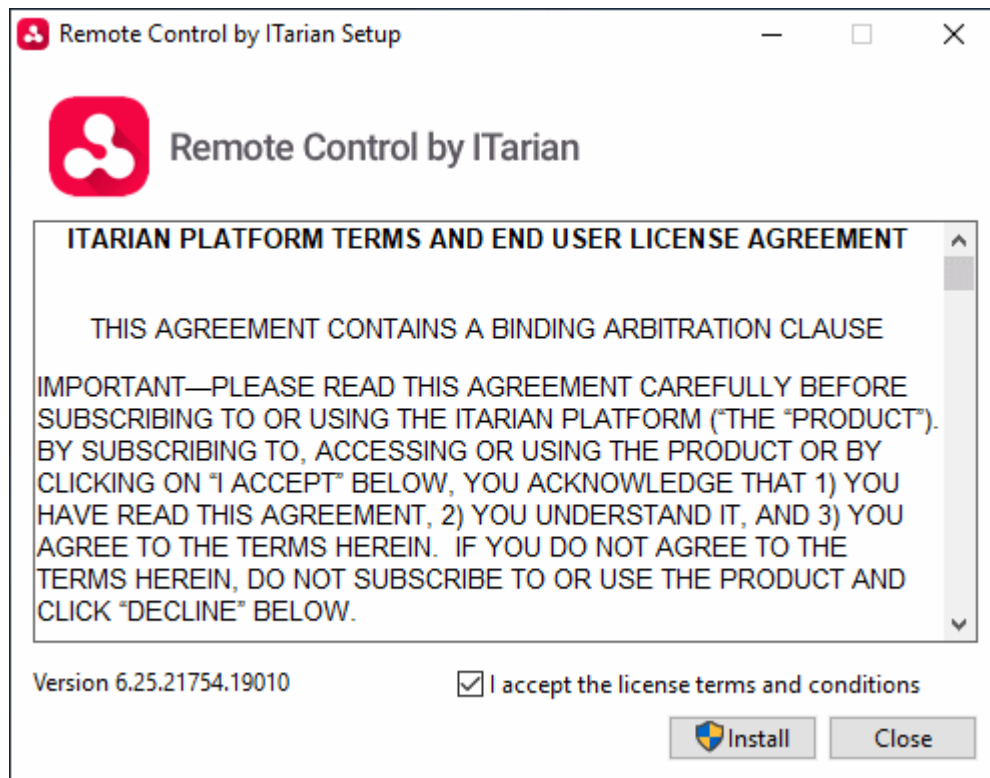 Remote Control by ITarian Setup
Remote Control by ITarian
ITARIAN PLATFORM TERMS AND END USER LICENSE AGREEMENT
THIS AGREEMENT CONTAINS A BINDING ARBITRATION CLAUSE
IMPORTANT—PLEASE READ THIS AGREEMENT CAREFULLY BEFORE
SUBSCRIBING TO OR USING THE ITARIAN PLATFORM (“THE “PRODUCT”).
BY SUBSCRIBING TO, ACCESSING OR USING THE PRODUCT OR BY
CLICKING ON “I ACCEPT” BELOW, YOU ACKNOWLEDGE THAT 1) YOU
HAVE READ THIS AGREEMENT, 2) YOU UNDERSTAND IT, AND 3) YOU
AGREE TO THE TERMS HEREIN.  IF YOU DO NOT AGREE TO THE
TERMS HEREIN, DO NOT SUBSCRIBE TO OR USE THE PRODUCT AND
CLICK “DECLINE” BELOW.
Version 6.25.21754.19010
I accept the license terms and conditions
Install
Close